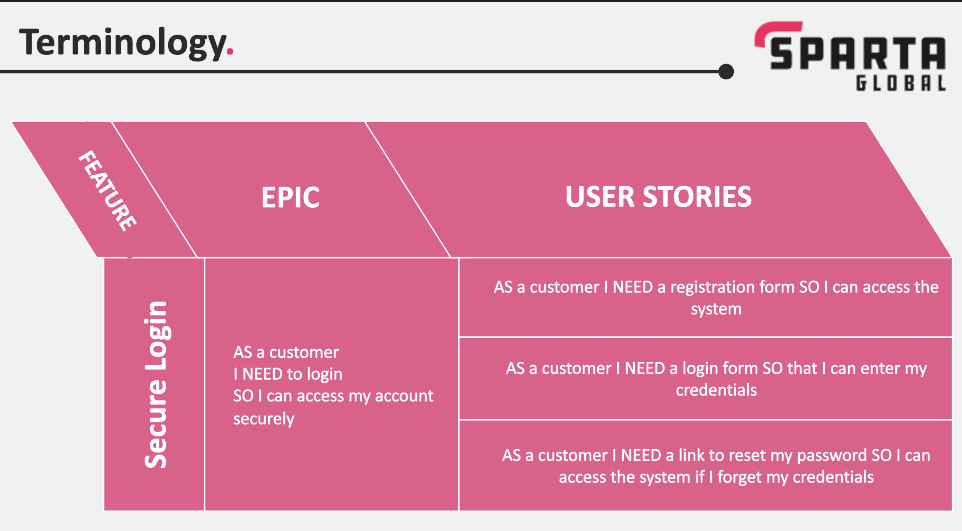 Terminology.
SPARTA
GLOBAL
FEATURE
EPIC
USER STORIES
Secure Login
AS a customer
I NEED to login
SO I can access my account
securely
AS a customer I NEED a registration form SO I can access the
system
AS a customer I NEED a login form SO that I can enter my
credentials
AS a customer I NEED a link to reset my password SO I can
access the system if I forget my credentials